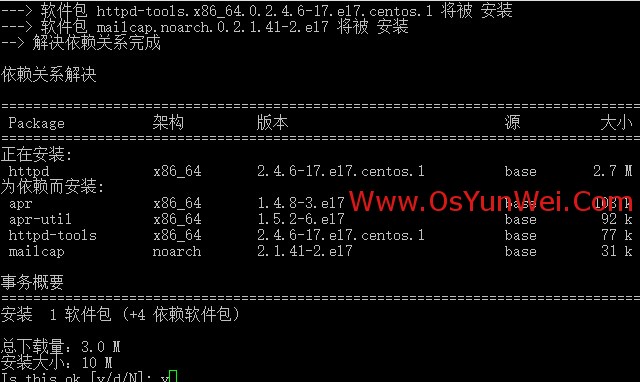 ---> 软件包 httpd-tools.x86_64.0.2.4.6-17.el7.centos.1 将被 安装
---> 软件包 mailcap.noarch.0.2.1.41-2.el7 将被 安装
--> 解决依赖关系完成
依赖关系解决
================================================================================
Package 架构 版本 源 大小
================================================================================
正在安装:
httpd x86_64 2.4.6-17.el7.centos.1 base 2.7 M
为依赖而安装:
apr x86_64 1.4.8-3.el7 base 103 k
Www.OsYunWei.Com
apr-util x86_64 1.5.2-6.el7 base 92 k
httpd-tools x86_64 2.4.6-17.el7.centos.1 base 77 k
mailcap noarch 2.1.41-2.el7 base 31 k
事务概要
================================================================================
安装 1 软件包 (+4 依赖软件包)
总下载量：3.0 M
安装大小：10 M
Is this ok [y/d/N]: y